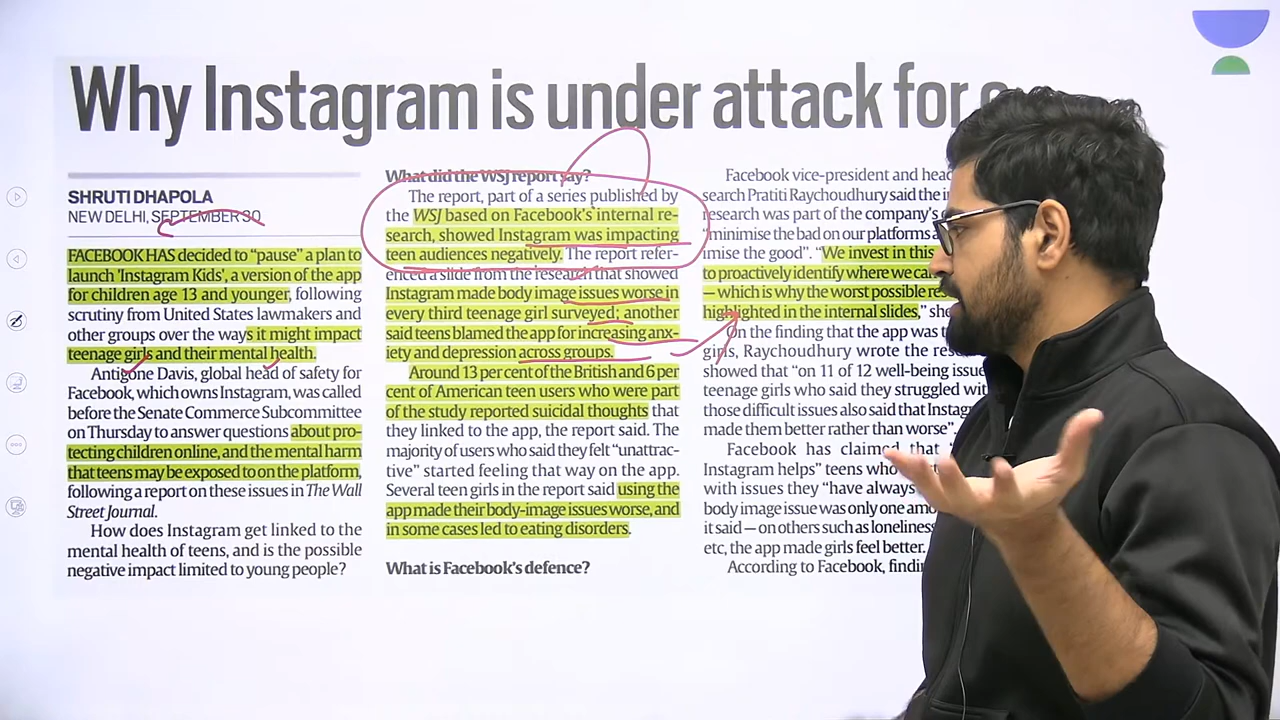 Why Instagram is under attack for
SHRUTI DHAPOLA
NEW DELHI, SEPTEMBER 30
FACEBOOK HAS decided to “pause” a plan to
launch 'Instagram Kids', a version of the app
for children age 13 and younger, following
scrutiny from United States lawmakers and
other groups over the ways it might impact
teenage girls and their mental health.
Antigone Davis, global head of safety for
Facebook, which owns Instagram, was called
before the Senate Commerce Subcommittee
on Thursday to answer questions about pro-
tecting children online, and the mental harm
that teens may be exposed to on the platform,
following a report on these issues in The Wall
Street Journal.
How does Instagram get linked to the
mental health of teens, and is the possible
negative impact limited to young people?
What did the WSJ report say?
The report, part of a series published by
the WSJ based on Facebook’s internal re-
search, showed Instagram was impacting
teen audiences negatively. The report refer-
enced a slide from the research that showed
Instagram made body image issues worse in
every third teenage girl surveyed; another
said teens blamed the app for increasing anx-
iety and depression across groups.
Around 13 per cent of the British and 6 per
cent of American teen users who were part
of the study reported suicidal thoughts that
they linked to the app, the report said. The
majority of users who said they felt “unattrac-
tive” started feeling that way on the app.
Several teen girls in the report said using the
app made their body-image issues worse, and
in some cases led to eating disorders.
What is Facebook’s defence?
Facebook vice-president and head
search Pratiti Raychoudhury said the
research was part of the company’s
“minimise the bad on our platforms
imise the good”. “We invest in this
to proactively identify where we can
— which is why the worst possible
highlighted in the internal slides,” she
On the finding that the app was
girls, Raychoudhury wrote the
showed that “on 11 of 12 well-being issue
teenage girls who said they struggled with
those difficult issues also said that
made them better rather than worse”.
Facebook has claimed that
Instagram helps” teens who
with issues they “have always
body image issue was only one
it said — on others such as loneliness
etc, the app made girls feel better.
According to Facebook,